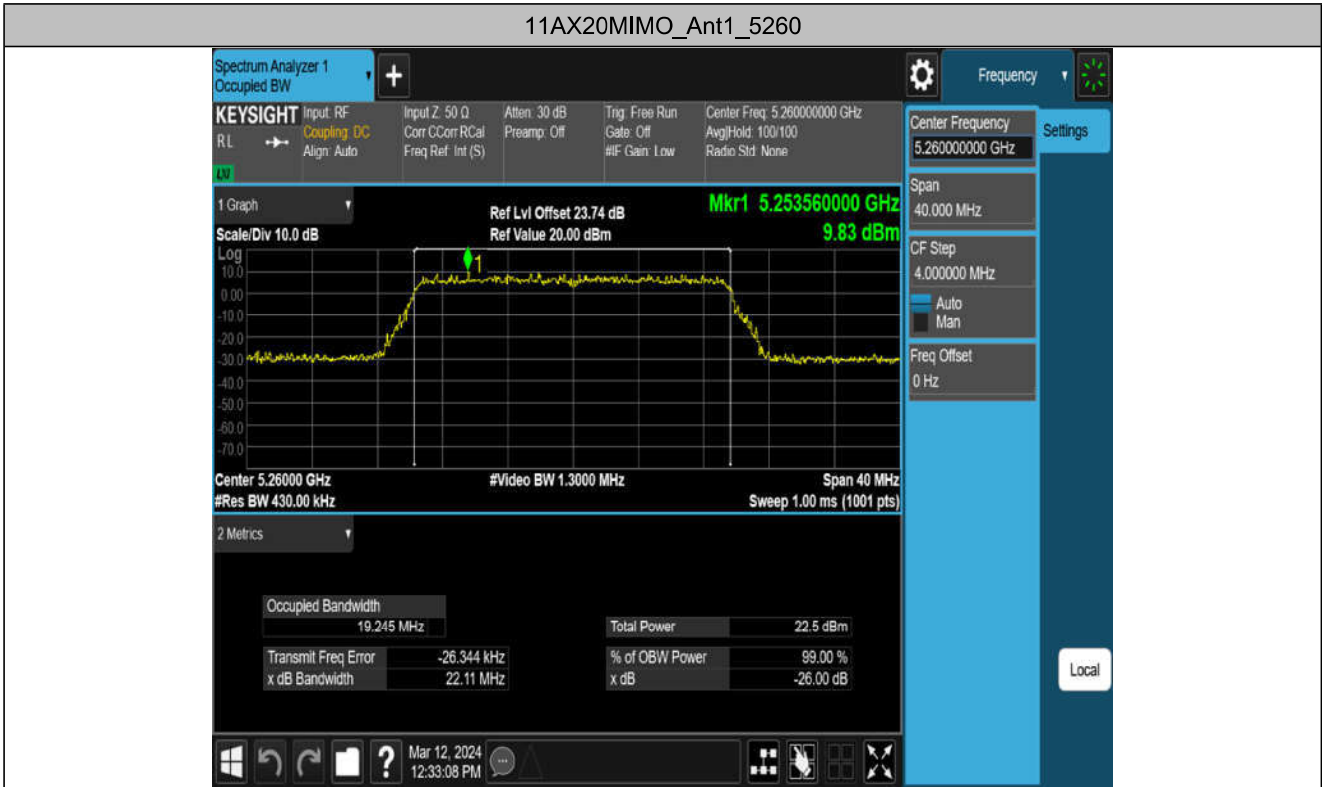 11AX20MIMO_Ant1_5260
Spectrum Analyzer 1
Occupied BW
+
Frequency
KEYSIGHT
R L
LXI
Input: RF
Coupling: DC
Align: Auto
Input Z: 50 Ω
Corr CCorr RCal
Freq Ref: Int (S)
Atten: 30 dB
Preamp: Off
Trig: Free Run
Gate: Off
#IF Gain: Low
Center Freq: 5.260000000 GHz
Avg|Hold: 100/100
Radio Std: None
Center Frequency
5.260000000 GHz
Settings
Span
40.000 MHz
CF Step
4.000000 MHz
Auto
Man
Freq Offset
0 Hz
1 Graph
Scale/Div 10.0 dB
Ref Lvl Offset 23.74 dB
Ref Value 20.00 dBm
Mkr1 5.253560000 GHz
9.83 dBm
Log
10.0
0.00
-10.0
-20.0
-30.0
-40.0
-50.0
-60.0
-70.0
1
Center 5.26000 GHz
#Res BW 430.00 kHz
#Video BW 1.3000 MHz
Span 40 MHz
Sweep 1.00 ms (1001 pts)
2 Metrics
Occupied Bandwidth
19.245 MHz
Total Power 22.5 dBm
Transmit Freq Error -26.344 kHz
% of OBW Power 99.00 %
x dB Bandwidth 22.11 MHz
x dB -26.00 dB
Local
?
Mar 12, 2024
12:33:08 PM